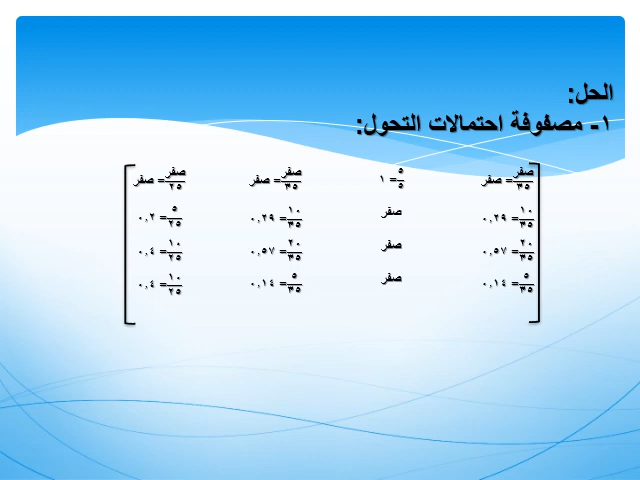 الحل:
١- مصفوفة احتمالات التحول:
صفر/٣٥ = صفر ٥/٥ = ١ صفر/٣٥ = صفر صفر/٢٥ = صفر
١٠/٣٥ = ٠,٢٩ صفر ١٠/٣٥ = ٠,٢٩ ٥/٢٥ = ٠,٢
٢٠/٣٥ = ٠,٥٧ صفر ٢٠/٣٥ = ٠,٥٧ ١٠/٢٥ = ٠,٤
٥/٣٥ = ٠,١٤ صفر ٥/٣٥ = ٠,١٤ ١٠/٢٥ = ٠,٤